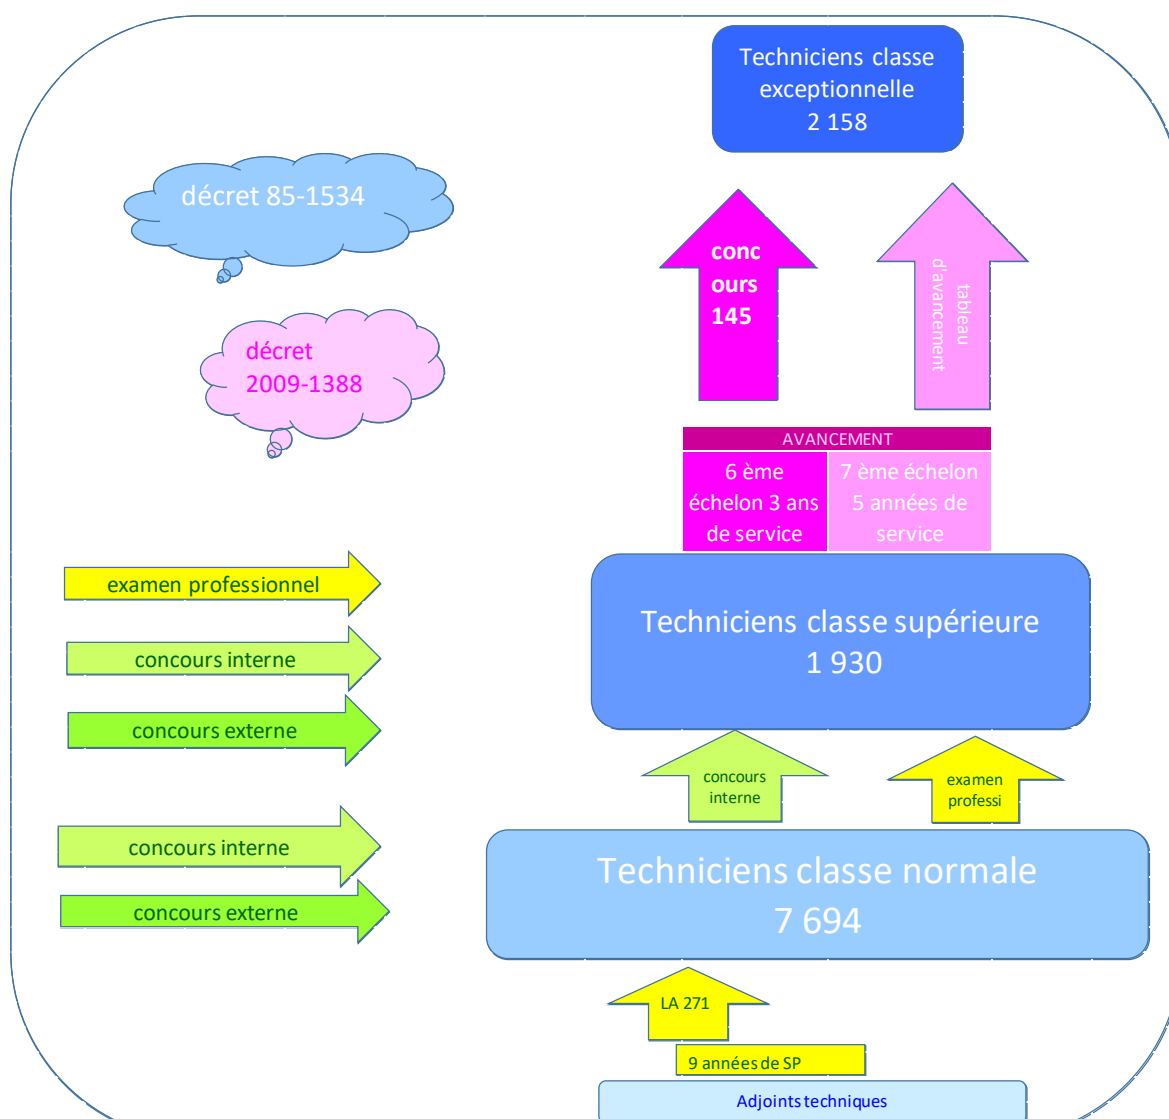 Techniciens classe
exceptionnelle
2 158
décret 85-1534
décret
2009-1388
conc
ours
145
tableau
d'avancement
AVANCEMENT
6 ème
échelon 3 ans
de service
7 ème échelon
5 années de
service
examen professionnel
concours interne
concours externe
Techniciens classe supérieure
1 930
concours
interne
examen
professi
concours interne
concours externe
Techniciens classe normale
7 694
LA 271
9 années de SP
Adjoints techniques